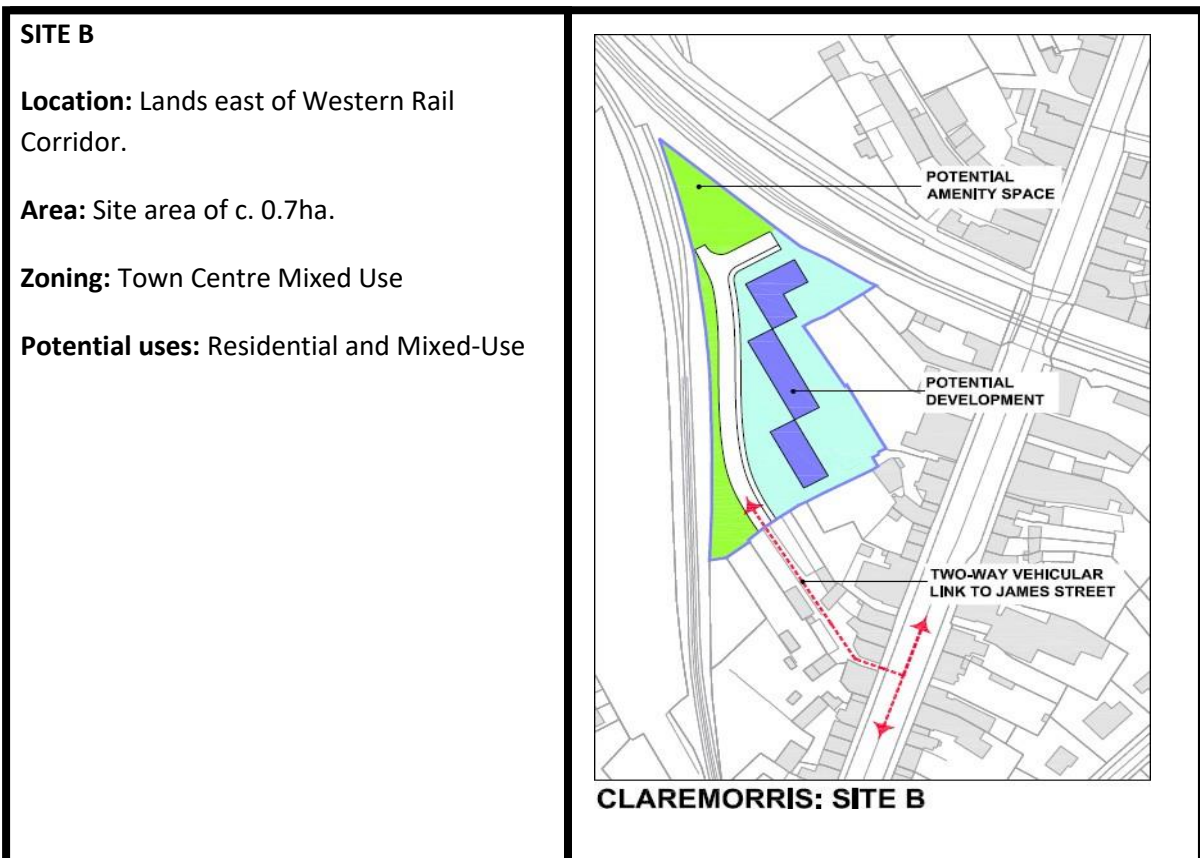 SITE B
Location: Lands east of Western Rail
Corridor.
Area: Site area of c. 0.7ha.
Zoning: Town Centre Mixed Use
Potential uses: Residential and Mixed-Use
POTENTIAL
AMENITY SPACE
POTENTIAL
DEVELOPMENT
TWO-WAY VEHICULAR
LINK TO JAMES STREET
CLAREMORRIS: SITE B